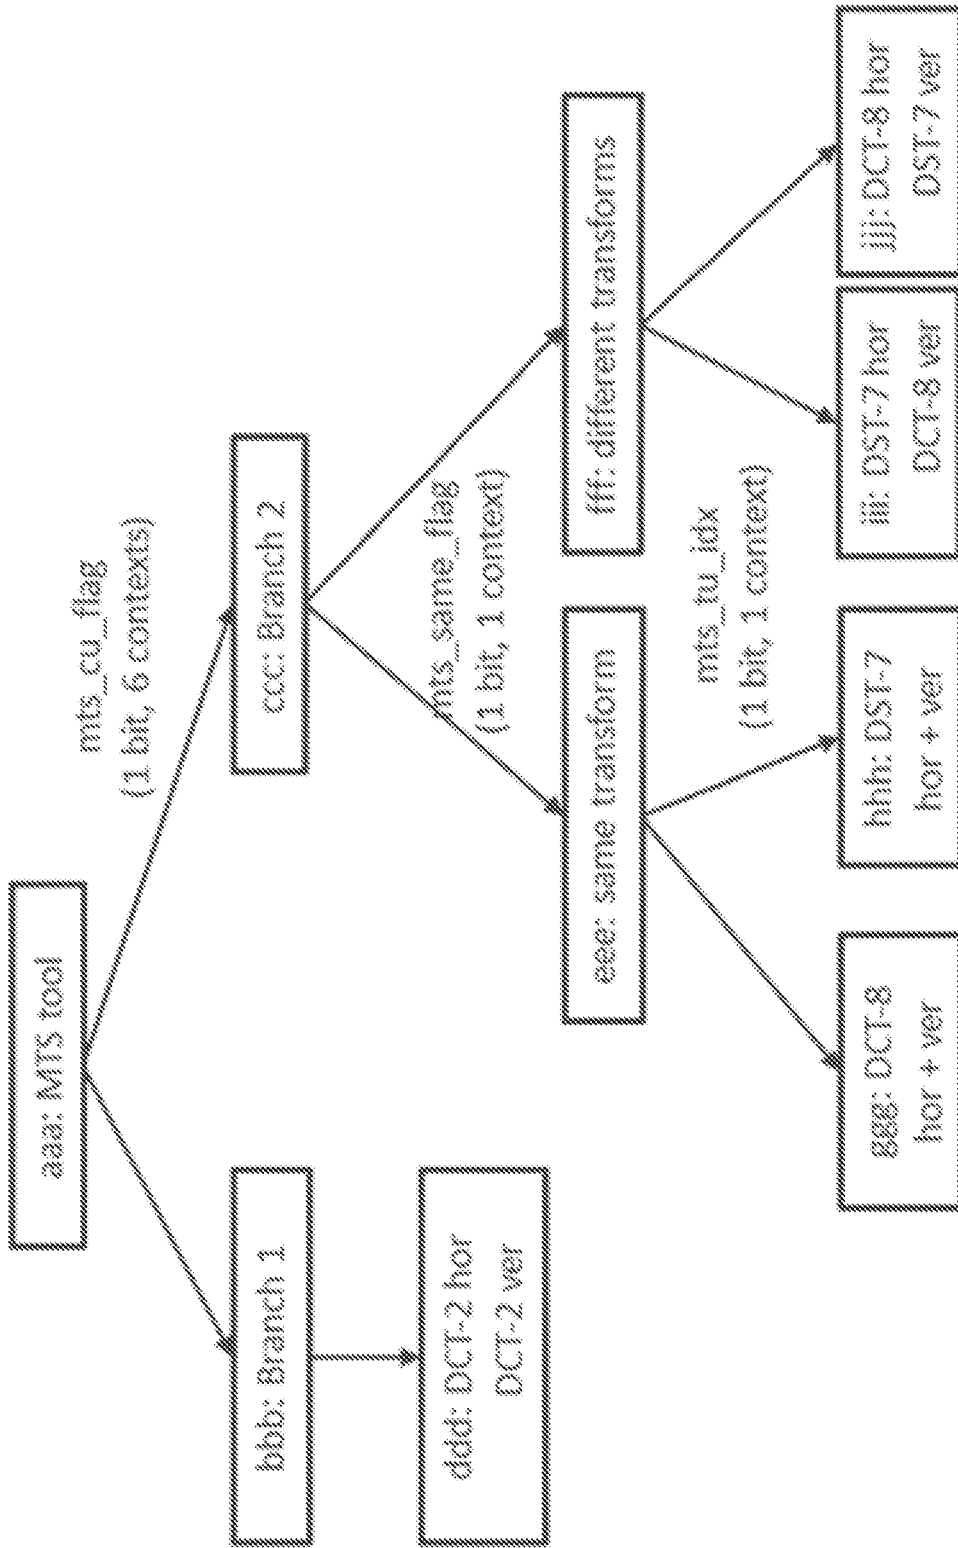 aaa: MTS tool
mts_cu_flag
(1 bit, 6 contexts)
bbb: Branch 1
ccc: Branch 2
ddd: DCT-2 hor
DCT-2 ver
mts_same_flag
(1 bit, 1 context)
eee: same transform
fff: different transforms
mts_tu_idx
(1 bit, 1 context)
ggg: DCT-8
hor + ver
hhh: DST-7
hor + ver
iii: DST-7 hor
DCT-8 ver
jjj: DCT-8 hor
DST-7 ver